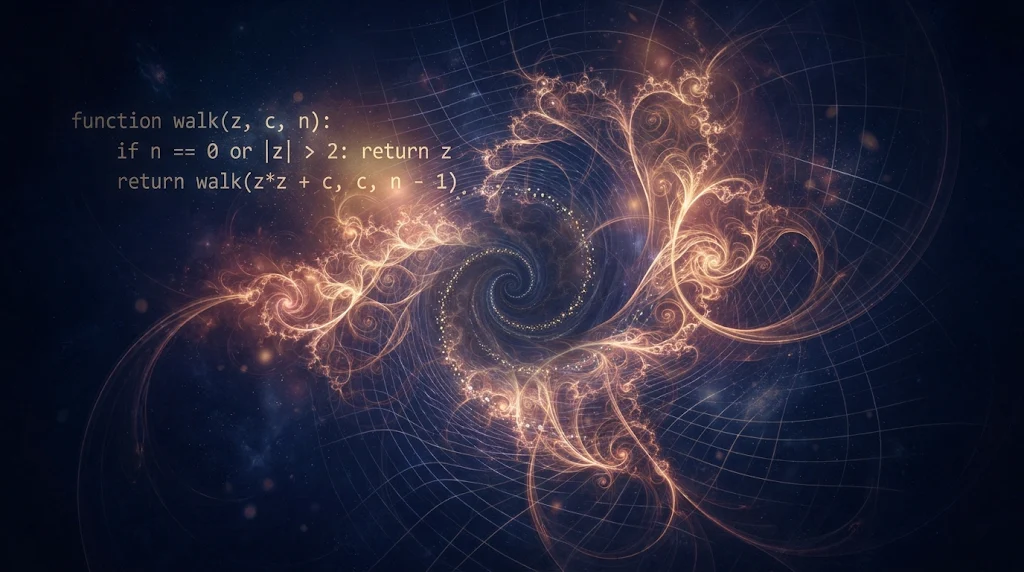 function walk(z, c, n):
    if n == 0 or |z| > 2: return z
    return walk(z*z + c, c, n - 1)